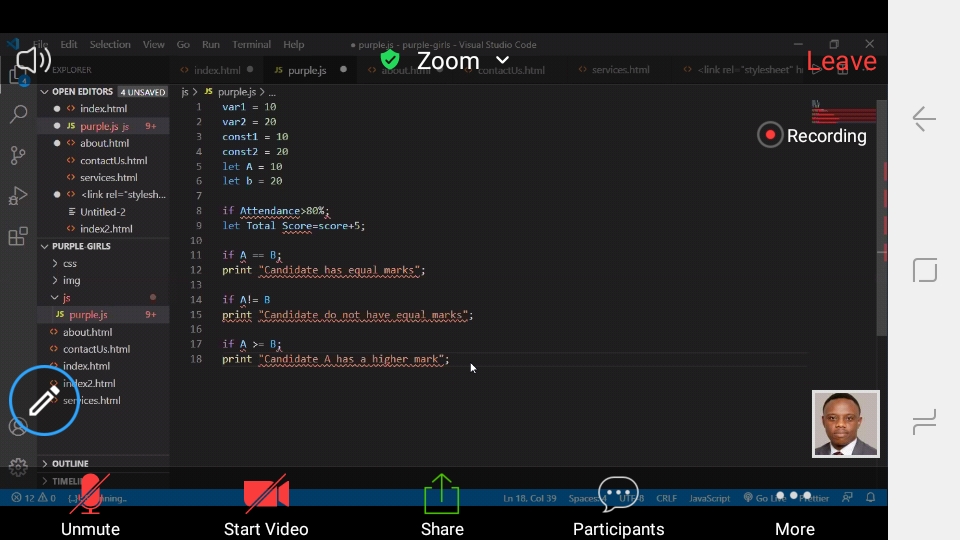 File Edit Selection View Go Run Terminal Help
purple.js - purple-girls - Visual Studio Code
Zoom
Leave
EXPLORER
index.html
purple.js
about.html
contactUs.html
services.html
<link rel="stylesheet" h
OPEN EDITORS 4 UNSAVED
4
index.html
JS purple.js js 9+
about.html
contactUs.html
services.html
<link rel="stylesh...
Untitled-2
index2.html
PURPLE-GIRLS
css
img
js
JS purple.js 9+
about.html
contactUs.html
index.html
index2.html
services.html
OUTLINE
js > JS purple.js > ...
1 var1 = 10
2 var2 = 20
3 const1 = 10
4 const2 = 20
5 let A = 10
6 let b = 20
7
8 if Attendance>80%;
9 let Total Score=score+5;
10
11 if A == B;
12 print "Candidate has equal marks";
13
14 if A!= B
15 print "Candidate do not have equal marks";
16
17 if A >= B;
18 print "Candidate A has a higher mark";
Recording
12 0
Ln 18, Col 39 Spaces: 4 UTF-8 CRLF JavaScript
Unmute
Start Video
Share
Participants
More